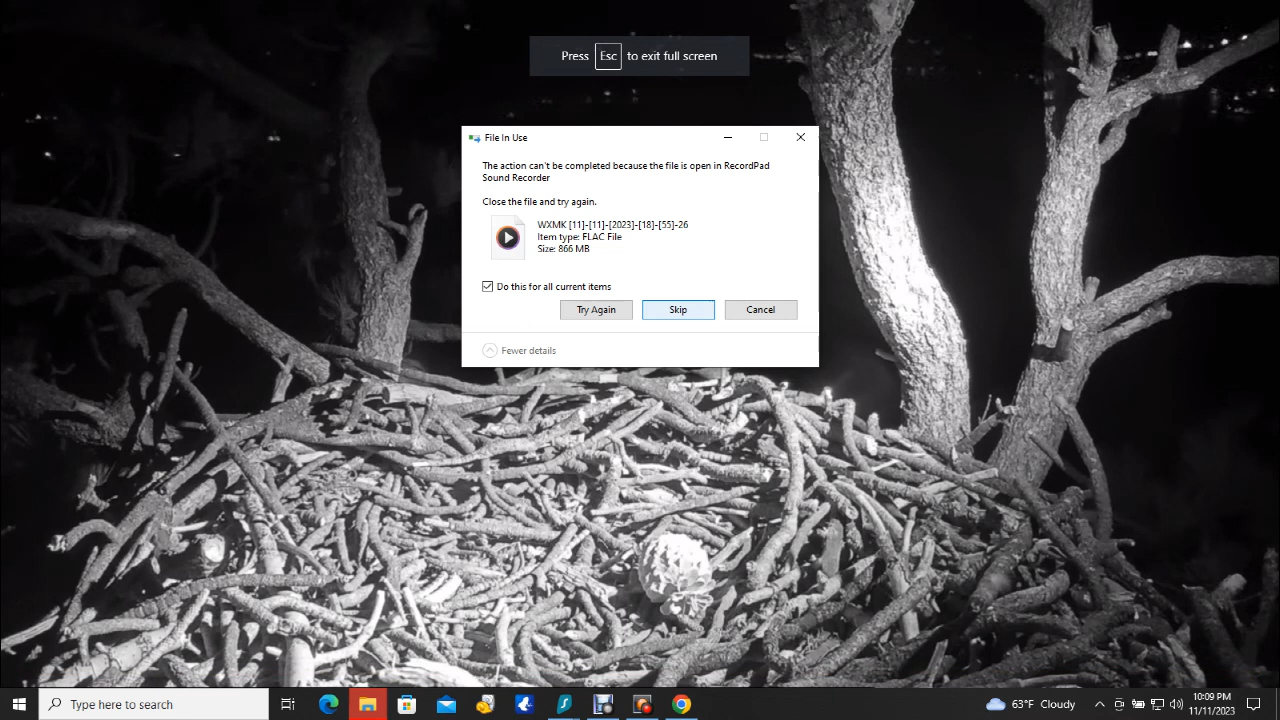 Press Esc to exit full screen
File In Use
The action can't be completed because the file is open in RecordPad
Sound Recorder
Close the file and try again.
WXMK [11]-[11]-[2023]-[18]-[55]-26
Item type: FLAC File
Size: 866 MB
Do this for all current items
Try Again Skip Cancel
Fewer details
Type here to search
63°F Cloudy
10:09 PM
11/11/2023